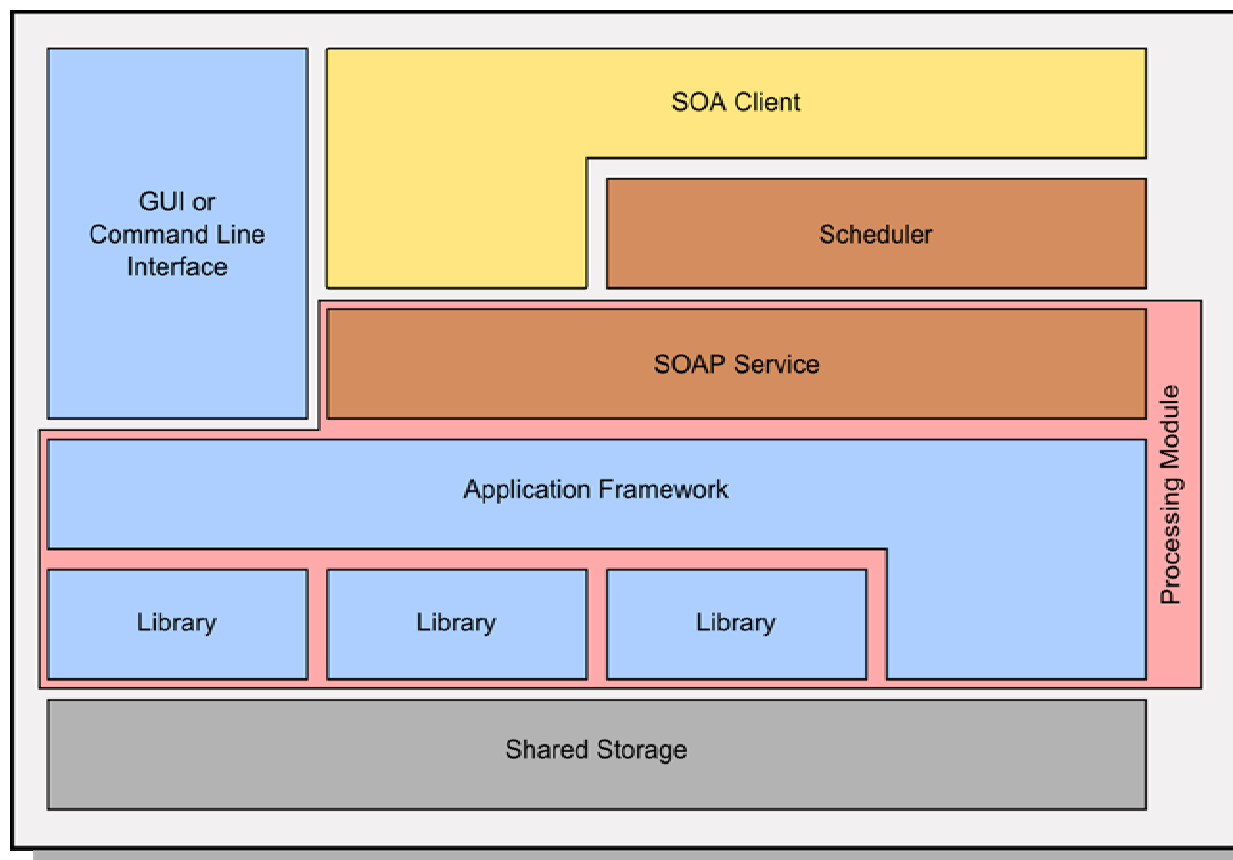 SOA Client
GUI or
Command Line
Interface
Scheduler
SOAP Service
Processing Module
Application Framework
Library
Library
Library
Shared Storage